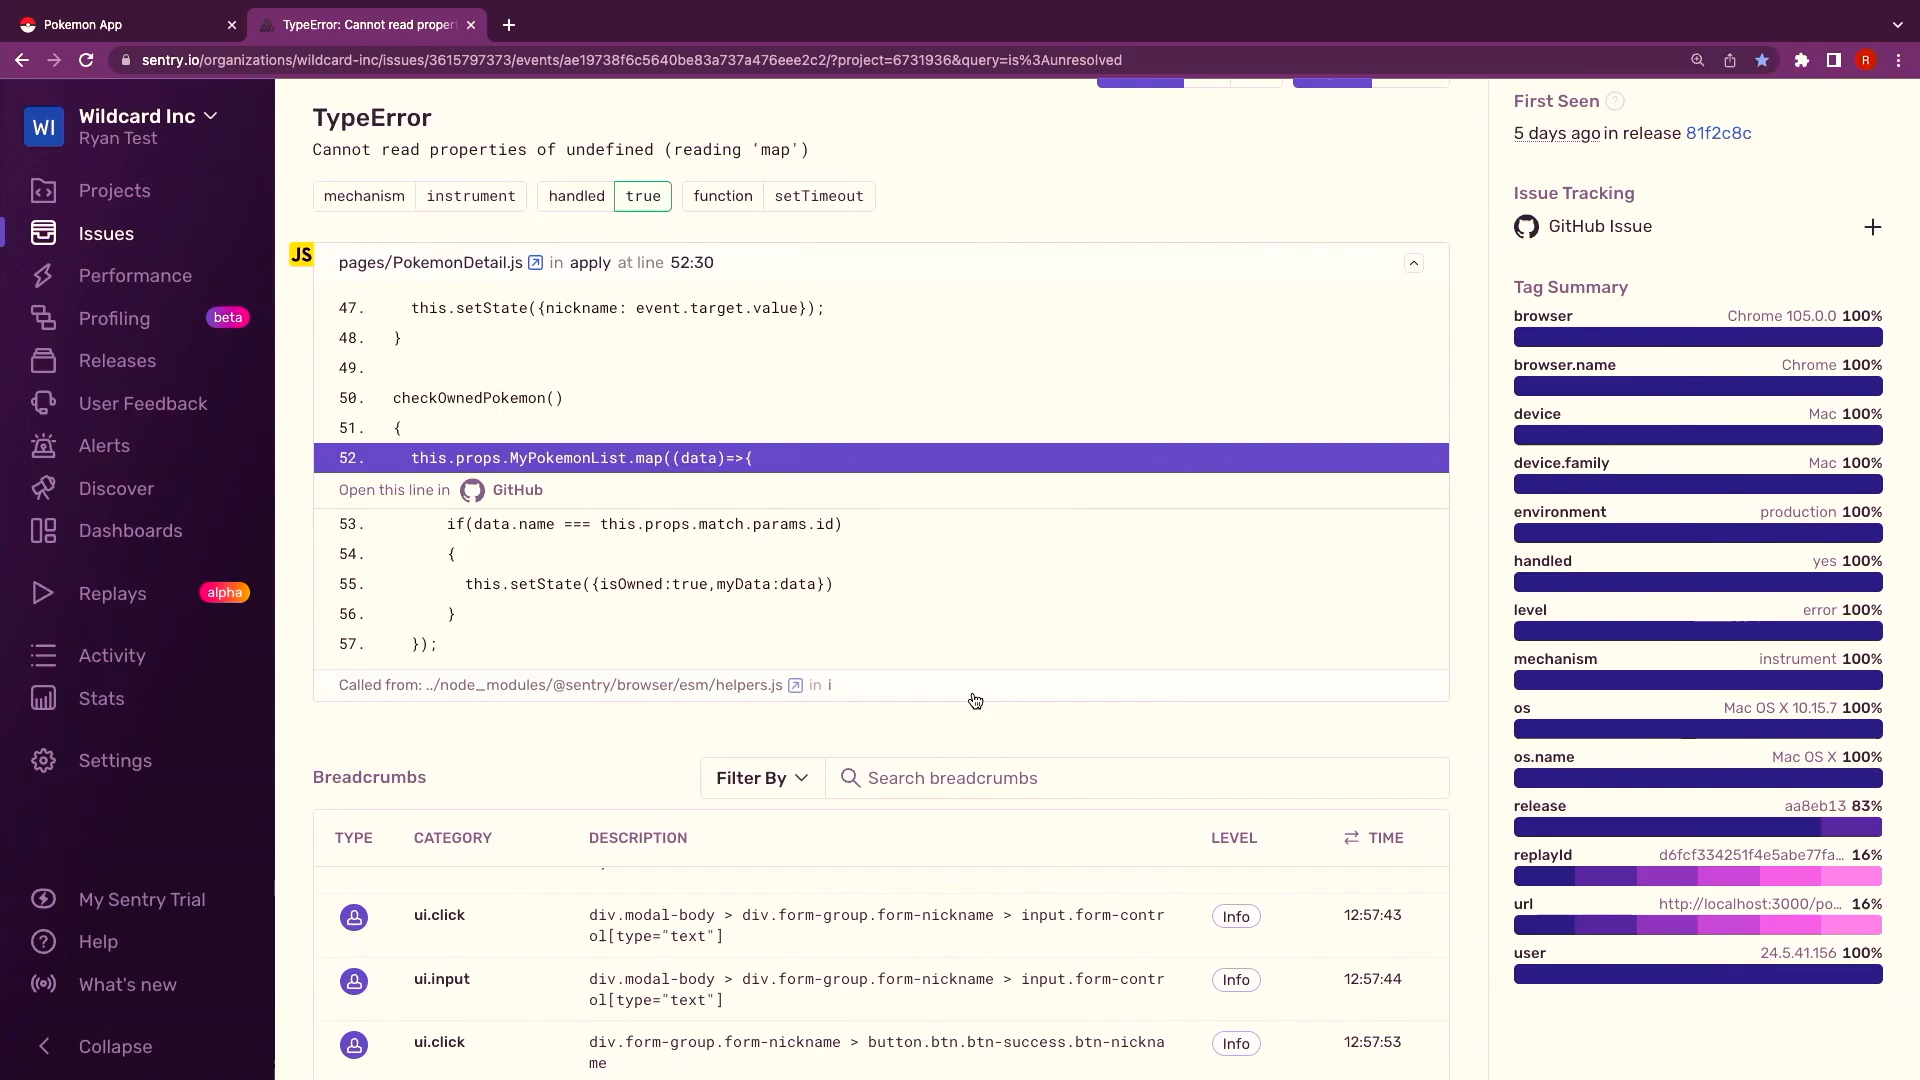 Pokemon App
TypeError: Cannot read proper
sentry.io/organizations/wildcard-inc/issues/3615797373/events/ae19738f6c5640be83a737a476eee2c2/?project=6731936&query=is%3Aunresolved
R
WI
Wildcard Inc
Ryan Test
Projects
Issues
Performance
Profiling
beta
Releases
User Feedback
Alerts
Discover
Dashboards
Replays
alpha
Activity
Stats
Settings
My Sentry Trial
Help
What's new
Collapse
TypeError
Cannot read properties of undefined (reading 'map')
mechanism instrument
handled true
function setTimeout
JS
pages/PokemonDetail.js in apply at line 52:30
47. this.setState({nickname: event.target.value});
48. }
49.
50. checkOwnedPokemon()
51. {
52. this.props.MyPokemonList.map((data)=>{
Open this line in GitHub
53. if(data.name === this.props.match.params.id)
54. {
55. this.setState({isOwned:true,myData:data})
56. }
57. });
Called from: ../node_modules/@sentry/browser/esm/helpers.js in i
Breadcrumbs
Filter By
Search breadcrumbs
TYPE CATEGORY DESCRIPTION LEVEL TIME
ui.click div.modal-body > div.form-group.form-nickname > input.form-contr Info 12:57:43
ol[type="text"]
ui.input div.modal-body > div.form-group.form-nickname > input.form-contr Info 12:57:44
ol[type="text"]
ui.click div.form-group.form-nickname > button.btn.btn-success.btn-nickna Info 12:57:53
me
First Seen ?
5 days ago in release 81f2c8c
Issue Tracking
GitHub Issue
Tag Summary
browser Chrome 105.0.0 100%
browser.name Chrome 100%
device Mac 100%
device.family Mac 100%
environment production 100%
handled yes 100%
level error 100%
mechanism instrument 100%
os Mac OS X 10.15.7 100%
os.name Mac OS X 100%
release aa8eb13 83%
replayId d6fcf334251f4e5abe77fa... 16%
url http://localhost:3000/po... 16%
user 24.5.41.156 100%